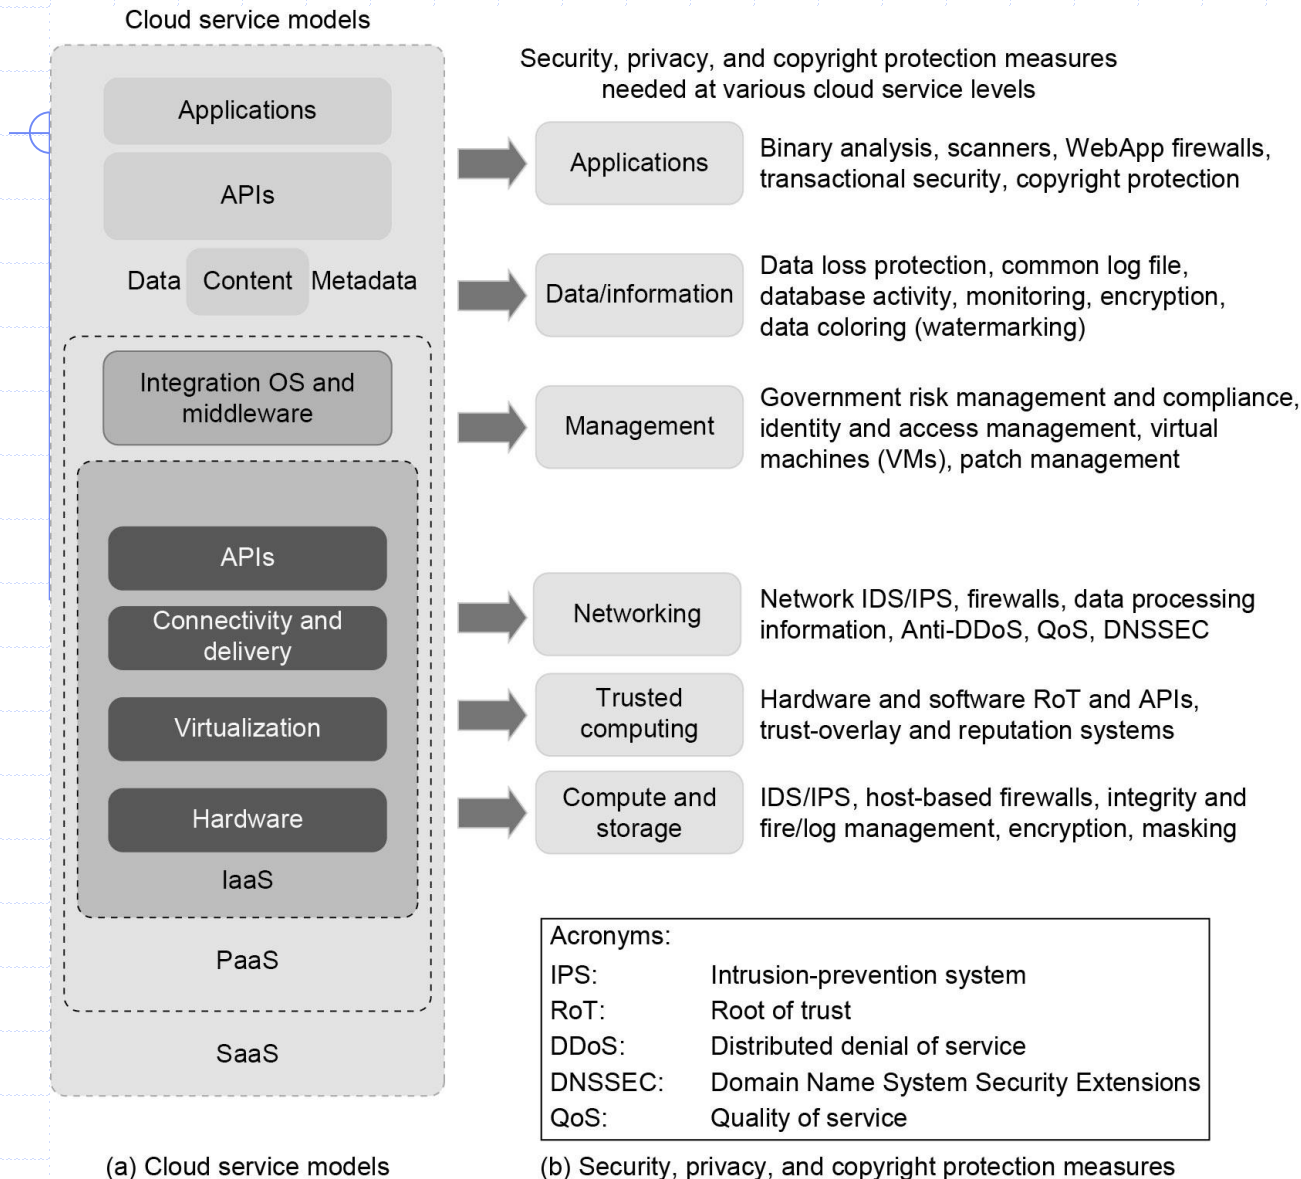 Cloud service models
Applications
APIs
Data Content Metadata
Integration OS and
middleware
APIs
Connectivity and
delivery
Virtualization
Hardware
IaaS
PaaS
SaaS
(a) Cloud service models
Security, privacy, and copyright protection measures
needed at various cloud service levels
Applications
Binary analysis, scanners, WebApp firewalls,
transactional security, copyright protection
Data/information
Data loss protection, common log file,
database activity, monitoring, encryption,
data coloring (watermarking)
Management
Government risk management and compliance,
identity and access management, virtual
machines (VMs), patch management
Networking
Network IDS/IPS, firewalls, data processing
information, Anti-DDoS, QoS, DNSSEC
Trusted
computing
Hardware and software RoT and APIs,
trust-overlay and reputation systems
Compute and
storage
IDS/IPS, host-based firewalls, integrity and
fire/log management, encryption, masking
Acronyms:
IPS: Intrusion-prevention system
RoT: Root of trust
DDoS: Distributed denial of service
DNSSEC: Domain Name System Security Extensions
QoS: Quality of service
(b) Security, privacy, and copyright protection measures